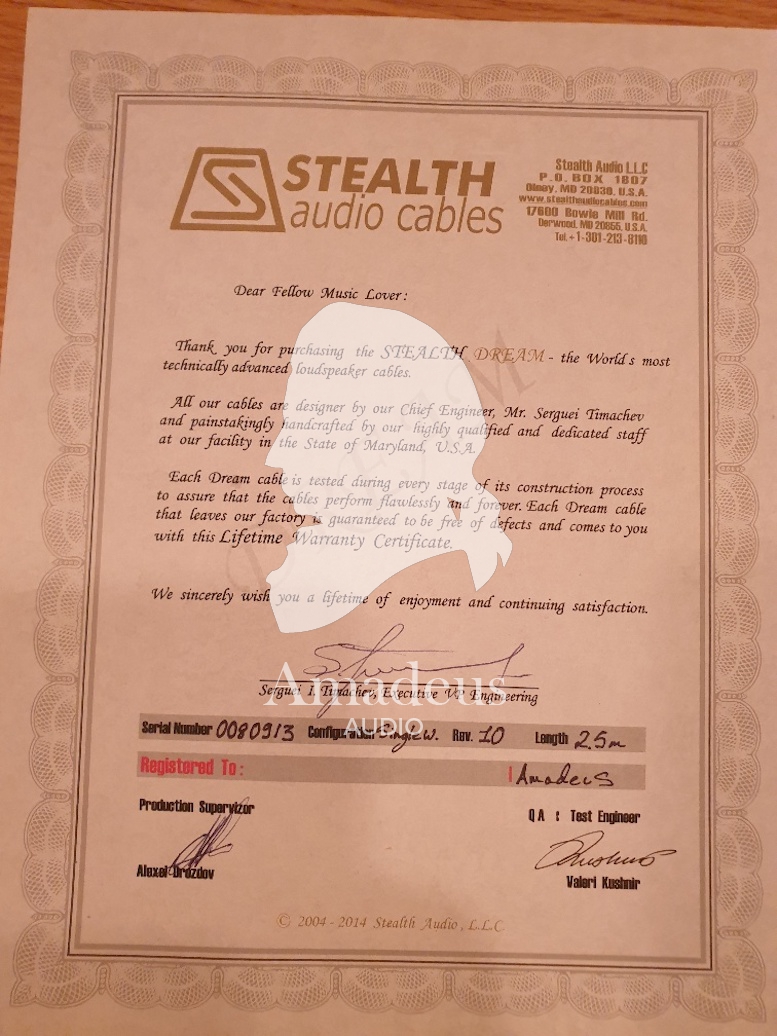 STEALTH
audio cables
Stealth Audio L.L.C
P.O. BOX 1807
Olney, MD 20830. U.S.A.
www.stealthaudiocables.com
17600 Bowie Mill Rd.
Derwood, MD 20855, U.S.A.
Tel. +1-301-213-8110
Dear Fellow Music Lover:
Thank you for purchasing the STEALTH DREAM - the World's most
technically advanced loudspeaker cables.
All our cables are designer by our Chief Engineer, Mr. Serguei Timachev
and painstakingly handcrafted by our highly qualified and dedicated staff
at our facility in the State of Maryland, U.S.A.
Each Dream cable is tested during every stage of its construction process
to assure that the cables perform flawlessly and forever. Each Dream cable
that leaves our factory is guaranteed to be free of defects and comes to you
with this Lifetime Warranty Certificate.
We sincerely wish you a lifetime of enjoyment and continuing satisfaction.
Amadeus
Serguei I. Timachev, Executive VP Engineering
AUDIO
Serial Number 0080913 Configuration Single W. Rev. 10 Length 2.5m
Registered To: Amadeus
Production Supervizor
QA : Test Engineer
Alexei Drozdov
Valeri Kushnir
© 2004 - 2014 Stealth Audio, L.L.C